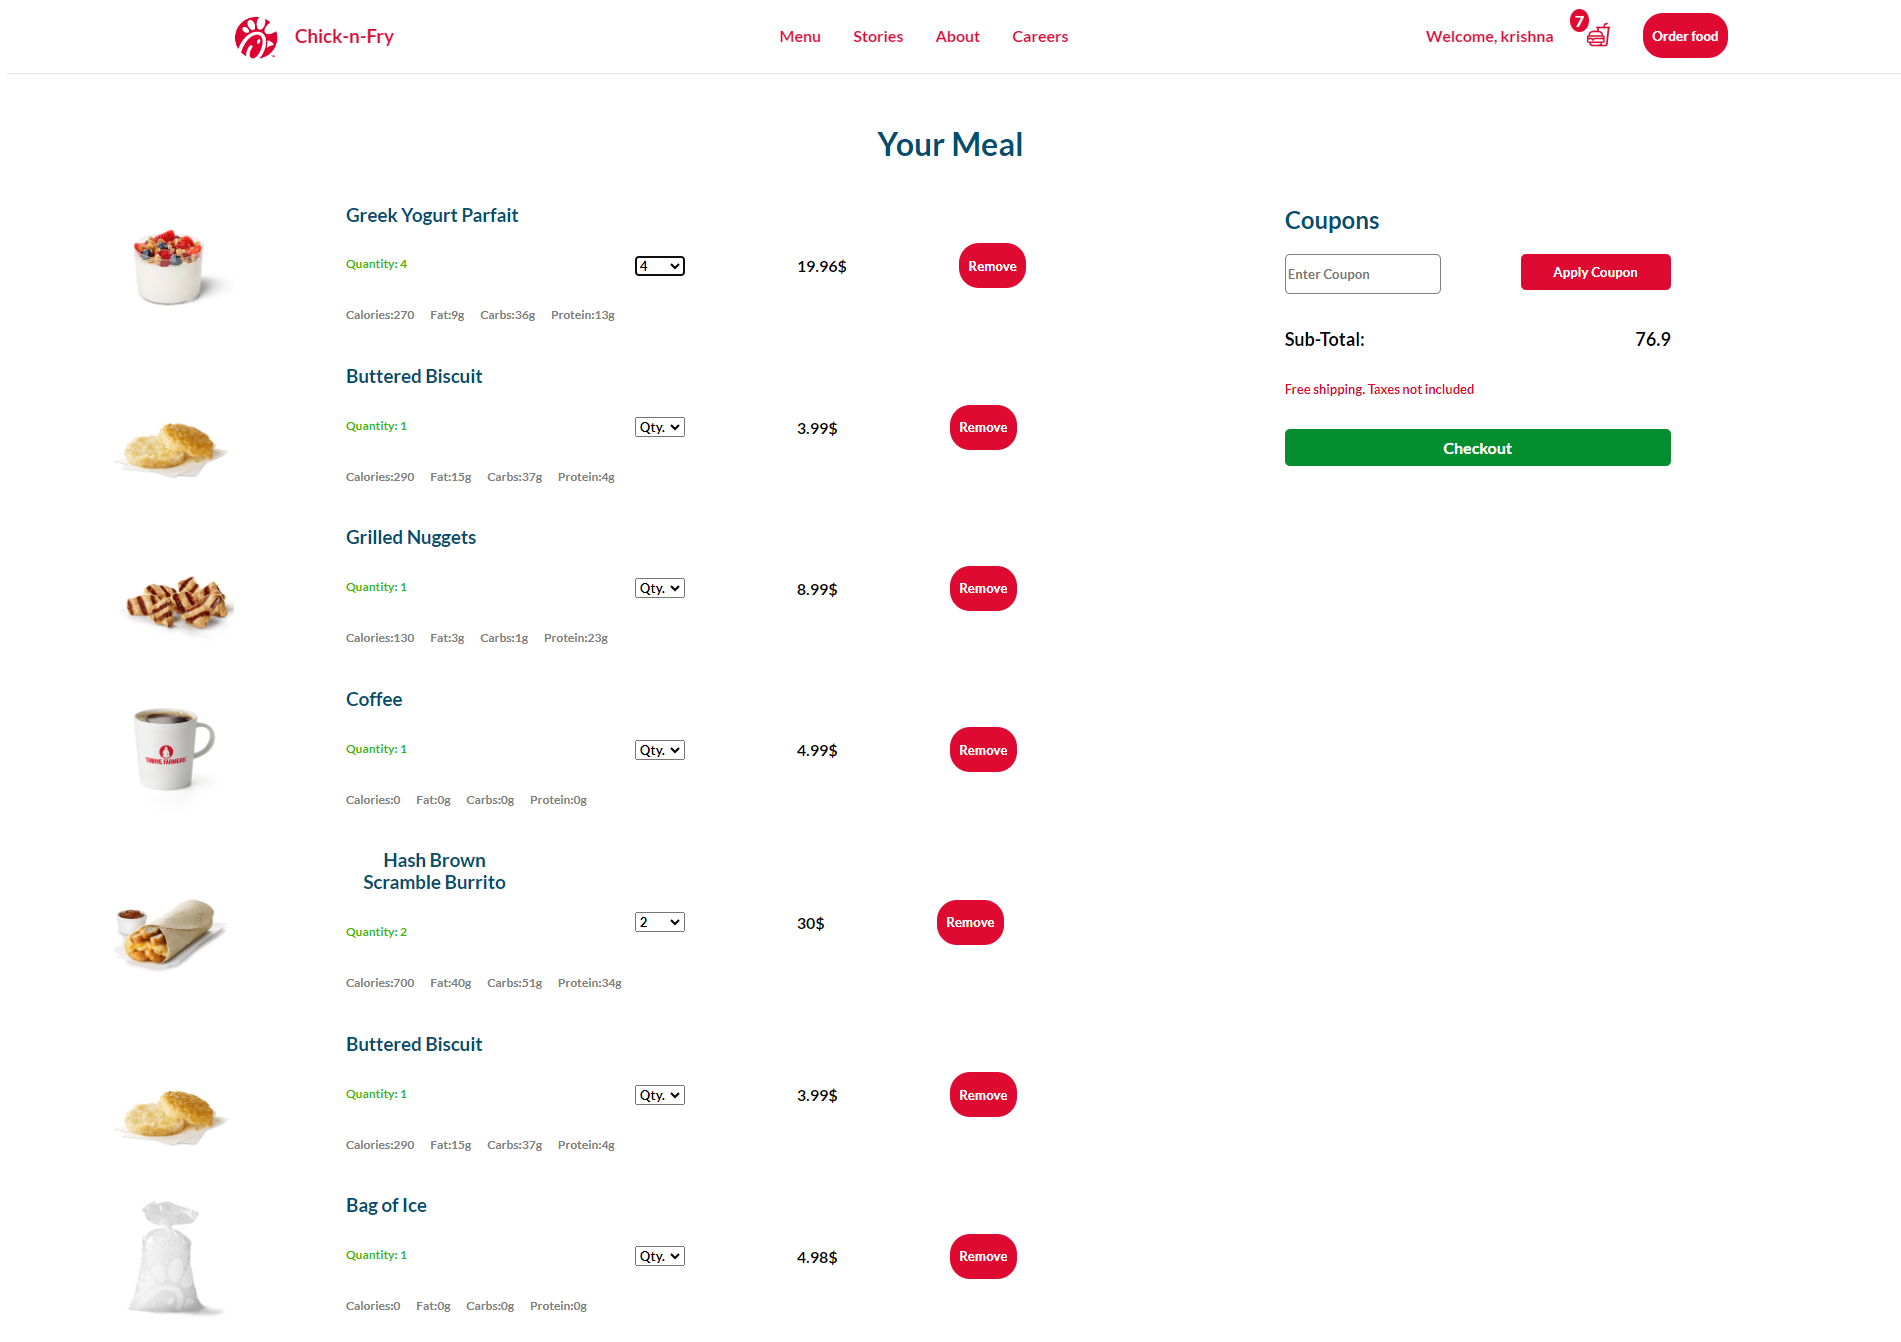 Chick-n-Fry
Menu Stories About Careers
Welcome, krishna
7
Order food
Your Meal
Greek Yogurt Parfait
Quantity: 4
4
19.96$
Remove
Calories:270 Fat:9g Carbs:36g Protein:13g
Buttered Biscuit
Quantity: 1
Qty.
3.99$
Remove
Calories:290 Fat:15g Carbs:37g Protein:4g
Grilled Nuggets
Quantity: 1
Qty.
8.99$
Remove
Calories:130 Fat:3g Carbs:1g Protein:23g
Coffee
Quantity: 1
Qty.
4.99$
Remove
THRIVE FARMERS
Calories:0 Fat:0g Carbs:0g Protein:0g
Hash Brown
Scramble Burrito
Quantity: 2
2
30$
Remove
Calories:700 Fat:40g Carbs:51g Protein:34g
Buttered Biscuit
Quantity: 1
Qty.
3.99$
Remove
Calories:290 Fat:15g Carbs:37g Protein:4g
Bag of Ice
Quantity: 1
Qty.
4.98$
Remove
Calories:0 Fat:0g Carbs:0g Protein:0g
Coupons
Enter Coupon
Apply Coupon
Sub-Total: 76.9
Free shipping. Taxes not included
Checkout